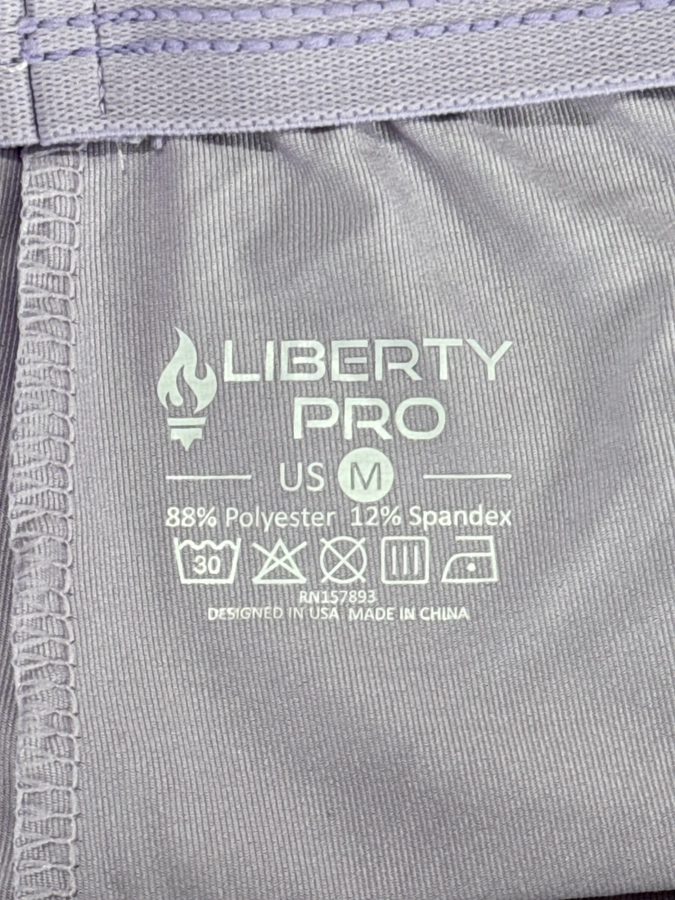 LIBERTY
PRO
US M
88% Polyester 12% Spandex
30
RN157893
DESIGNED IN USA MADE IN CHINA